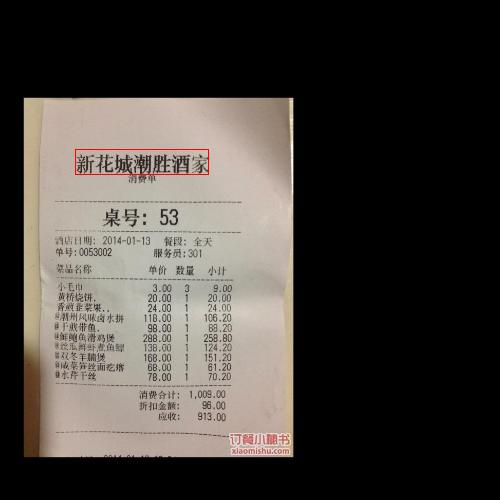 新花城潮胜酒家
消费单
桌号: 53
酒店日期: 2014-01-13 餐段: 全天
单号:0053002 服务员:301
菜品名称 单价 数量 小计
小毛巾 3.00 3 9.00
黄桥烧饼. 20.00 1 20.00
香煎韭菜果.. 24.00 1 24.00
潮州风味卤水拼 118.00 1 106.20
干煎带鱼. 98.00 1 88.20
鲜鲍鱼滑鸡煲 288.00 1 258.80
丝瓜鲜虾煮鱼鳔 138.00 1 124.20
双冬羊腩煲 168.00 1 151.20
咸菜笋丝面疙瘩 68.00 1 61.20
水芹干丝 78.00 1 70.20
消费合计: 1,009.00
折扣金额: 96.00
应收: 913.00
订餐小秘书
xiaomishu.com